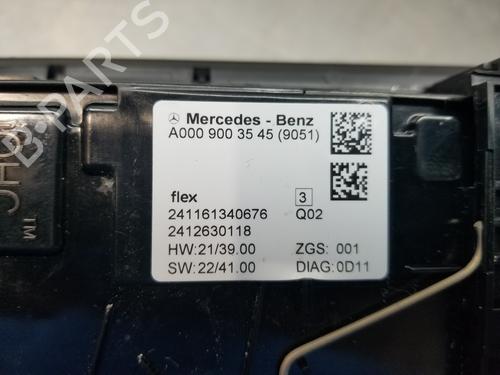 B-PARTS
Mercedes - Benz
A000 900 35 45 (9051)
flex
3
241161340676 Q02
2412630118
HW:21/39.00 ZGS: 001
SW:22/41.00 DIAG:0D11
TM